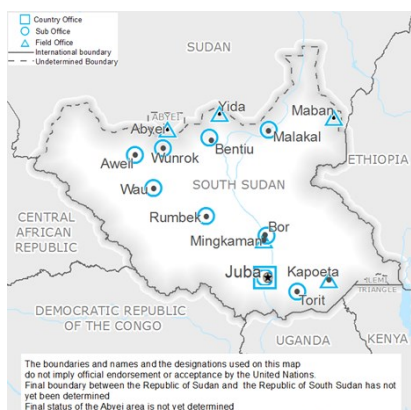 Country Office
Sub Office
Field Office
International boundary
Undetermined Boundary
SUDAN
ABYEI
Abyei
Yida
Maban
Malakal
Bentiu
Wunrok
Aweil
ETHIOPIA
Wau
SOUTH SUDAN
CENTRAL
AFRICAN
REPUBLIC
Rumbek
Bor
Mingkaman
Juba
Kapoeta
ILEMI
TRIANGLE
Torit
DEMOCRATIC REPUBLIC
OF THE CONGO
UGANDA
KENYA
The boundaries and names and the designations used on this map
do not imply official endorsement or acceptance by the United Nations.
Final boundary between the Republic of Sudan and the Republic of South Sudan has not
yet been determined
Final status of the Abyei area is not yet determined